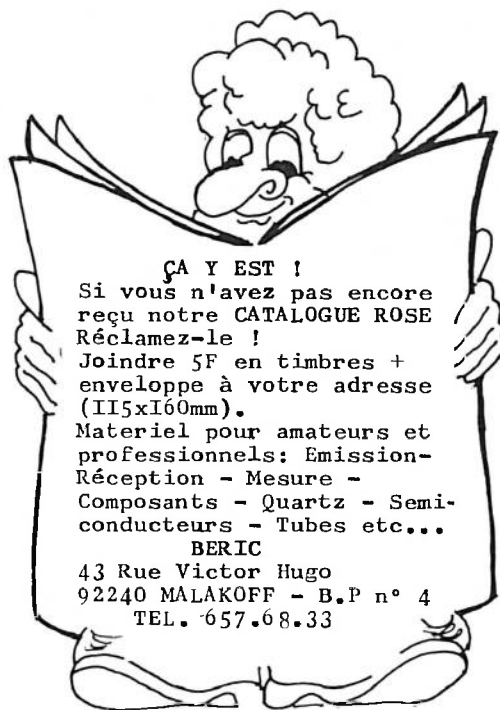 ÇA Y EST !
Si vous n'avez pas encore
reçu notre CATALOGUE ROSE
Réclamez-le !
Joindre 5F en timbres +
enveloppe à votre adresse
(II5xI60mm).
Materiel pour amateurs et
professionnels: Emission-
Réception - Mesure -
Composants - Quartz - Semi-
conducteurs - Tubes etc...
BERIC
43 Rue Victor Hugo
92240 MALAKOFF - B.P n° 4
TEL. 657.68.33